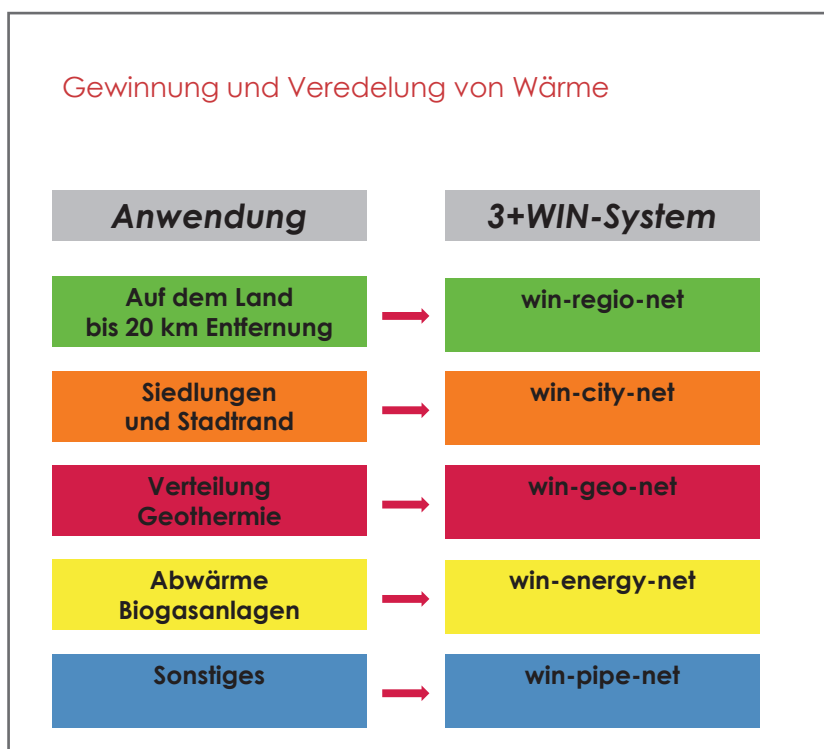 Gewinnung und Veredelung von Wärme
Anwendung
3+WIN-System
Auf dem Land
bis 20 km Entfernung
win-regio-net
Siedlungen
und Stadtrand
win-city-net
Verteilung
Geothermie
win-geo-net
Abwärme
Biogasanlagen
win-energy-net
Sonstiges
win-pipe-net